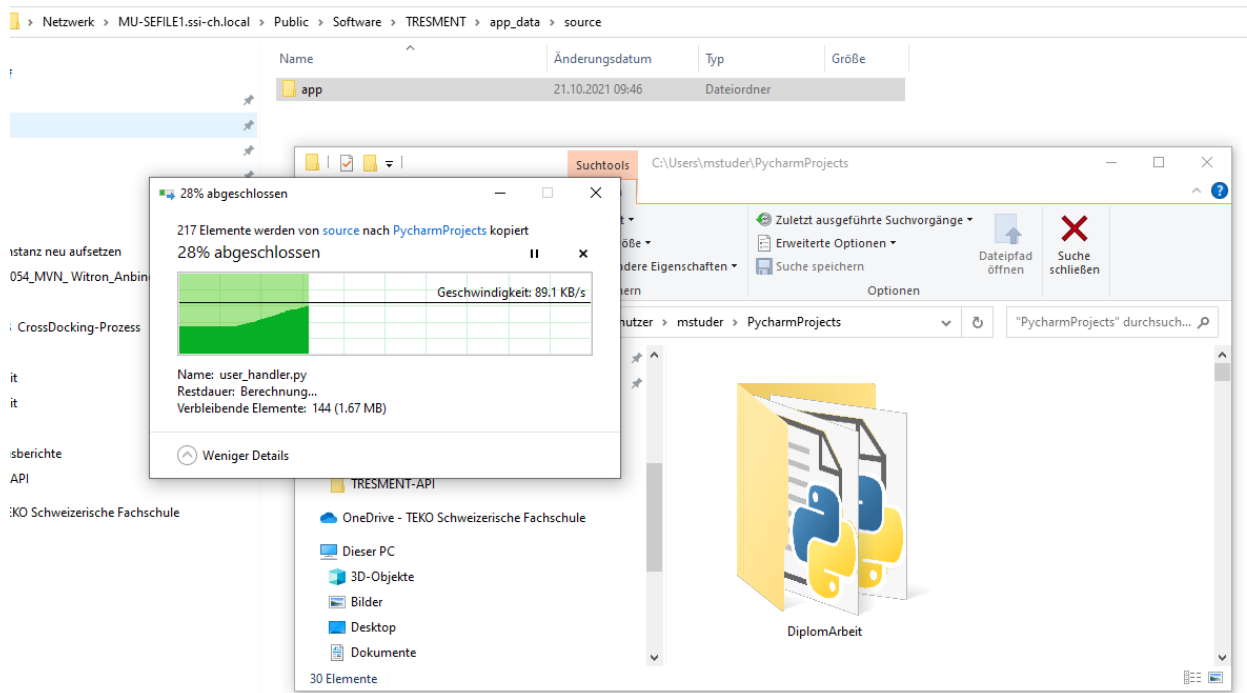 Netzwerk > MU-SEFILE1.ssi-ch.local > Public > Software > TRESMENT > app_data > source
Name Änderungsdatum Typ Größe
app 21.10.2021 09:46 Dateiordner
nstanz neu aufsetzen
054_MVN_ Witron_Anbin
CrossDocking-Prozess
it
it
sberichte
API
KO Schweizerische Fachschule
28% abgeschlossen
217 Elemente werden von source nach PycharmProjects kopiert
28% abgeschlossen
Geschwindigkeit: 89.1 KB/s
Name: user_handler.py
Restdauer: Berechnung...
Verbleibende Elemente: 144 (1.67 MB)
Weniger Details
Suchtools C:\Users\mstuder\PycharmProjects
Zuletzt ausgeführte Suchvorgänge
öße
Erweiterte Optionen
dere Eigenschaften
Suche speichern
Dateipfad
öffnen
Suche
schließen
ern
Optionen
nutzer > mstuder > PycharmProjects
"PycharmProjects" durchsuch...
TRESMENT-API
OneDrive - TEKO Schweizerische Fachschule
Dieser PC
3D-Objekte
Bilder
Desktop
Dokumente
DiplomArbeit
30 Elemente